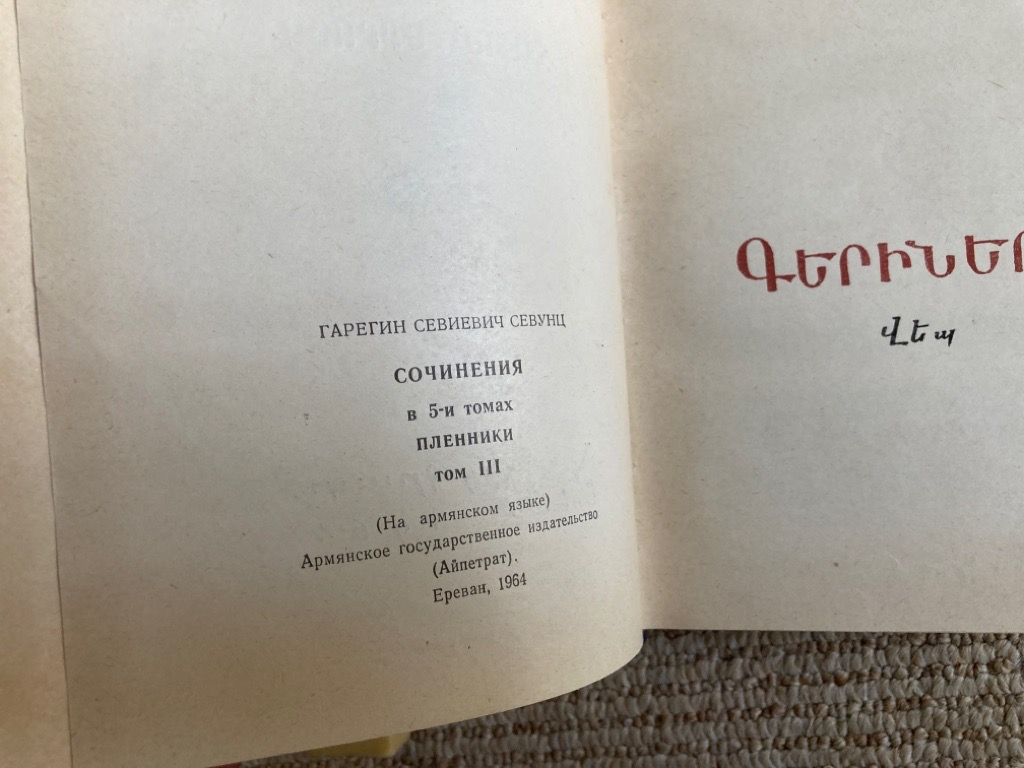 ГАРЕГИН СЕВИЕВИЧ СЕВУНЦ
СОЧИНЕНИЯ
в 5-и томах
ПЛЕННИКИ
том III
(На армянском языке)
Армянское государственное издательство
(Айпетрат).
Ереван, 1964
ԳԵՐԻՆԵՐ
Վեպ